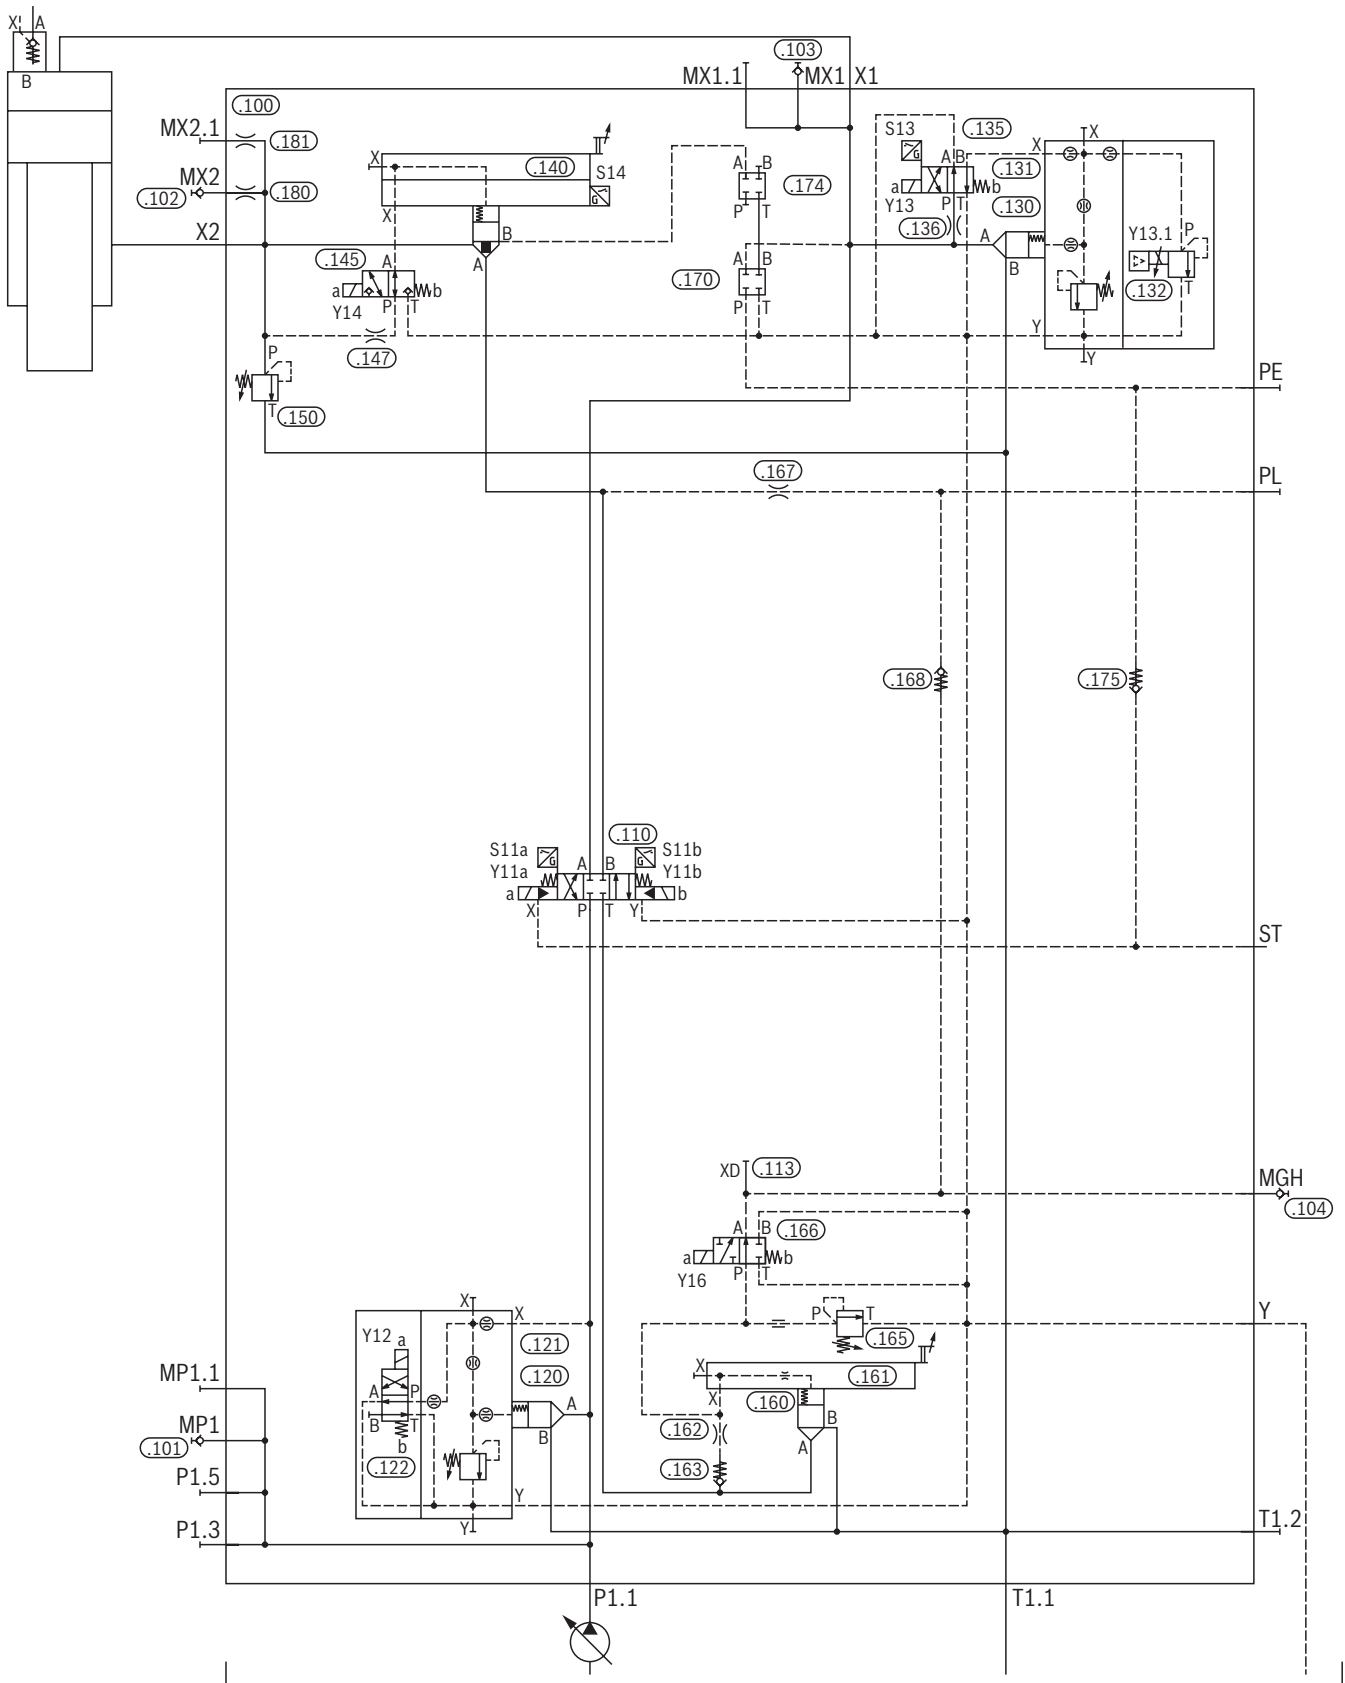 X A
B
.103
MX1.1 MX1 X1
.100
MX2.1 .181
MX2
.102 .180
X2
X .140 S14
G
X
B
A
.145 A
a b
P T
Y14
.147
P
T
.150
A B
.174
P T
A B
.170
P T
S13 .135
G
A B
a b
Y13 P T
.136
X X
.131
.130
A
B
Y13.1 P
.132 T
Y
Y
PE
.167
PL
.168 .175
.110
S11a G G S11b
Y11a A B Y11b
a b
X P T Y
ST
XD .113
MGH
.104
A B .166
a b
Y16 P T
P T
.165
Y
X .161
X .160
.162 B
A
.163
X X
Y12 a
.121
.120
A P
B T
b
.122
A
B
Y
Y
MP1.1
MP1
.101
P1.5
P1.3
T1.2
P1.1 T1.1